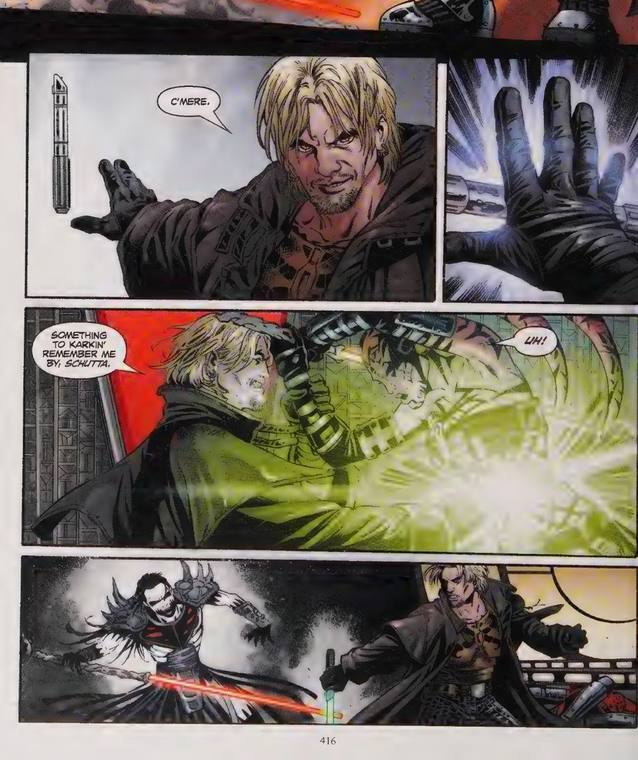 C'MERE.
SOMETHING
TO KARKIN'
REMEMBER ME
BY, SCHUTTA.
UH!
416